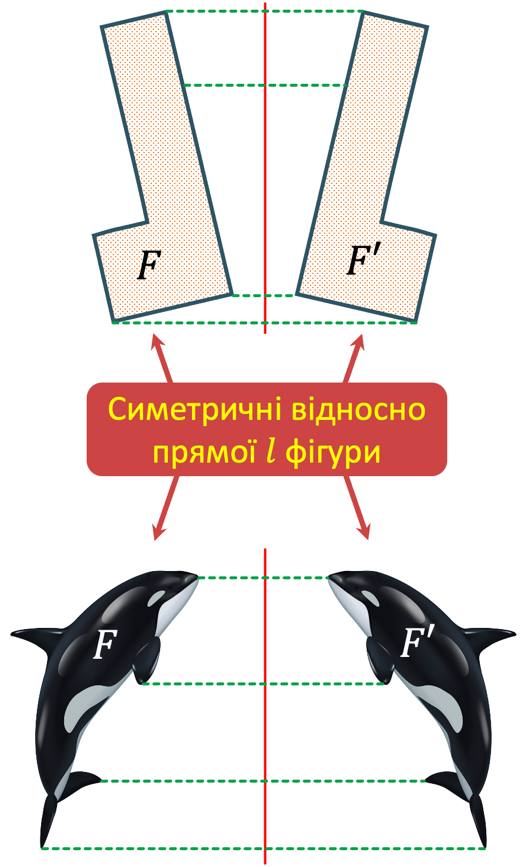 F
F′
Симетричні відносно
прямої l фігури
F
F′